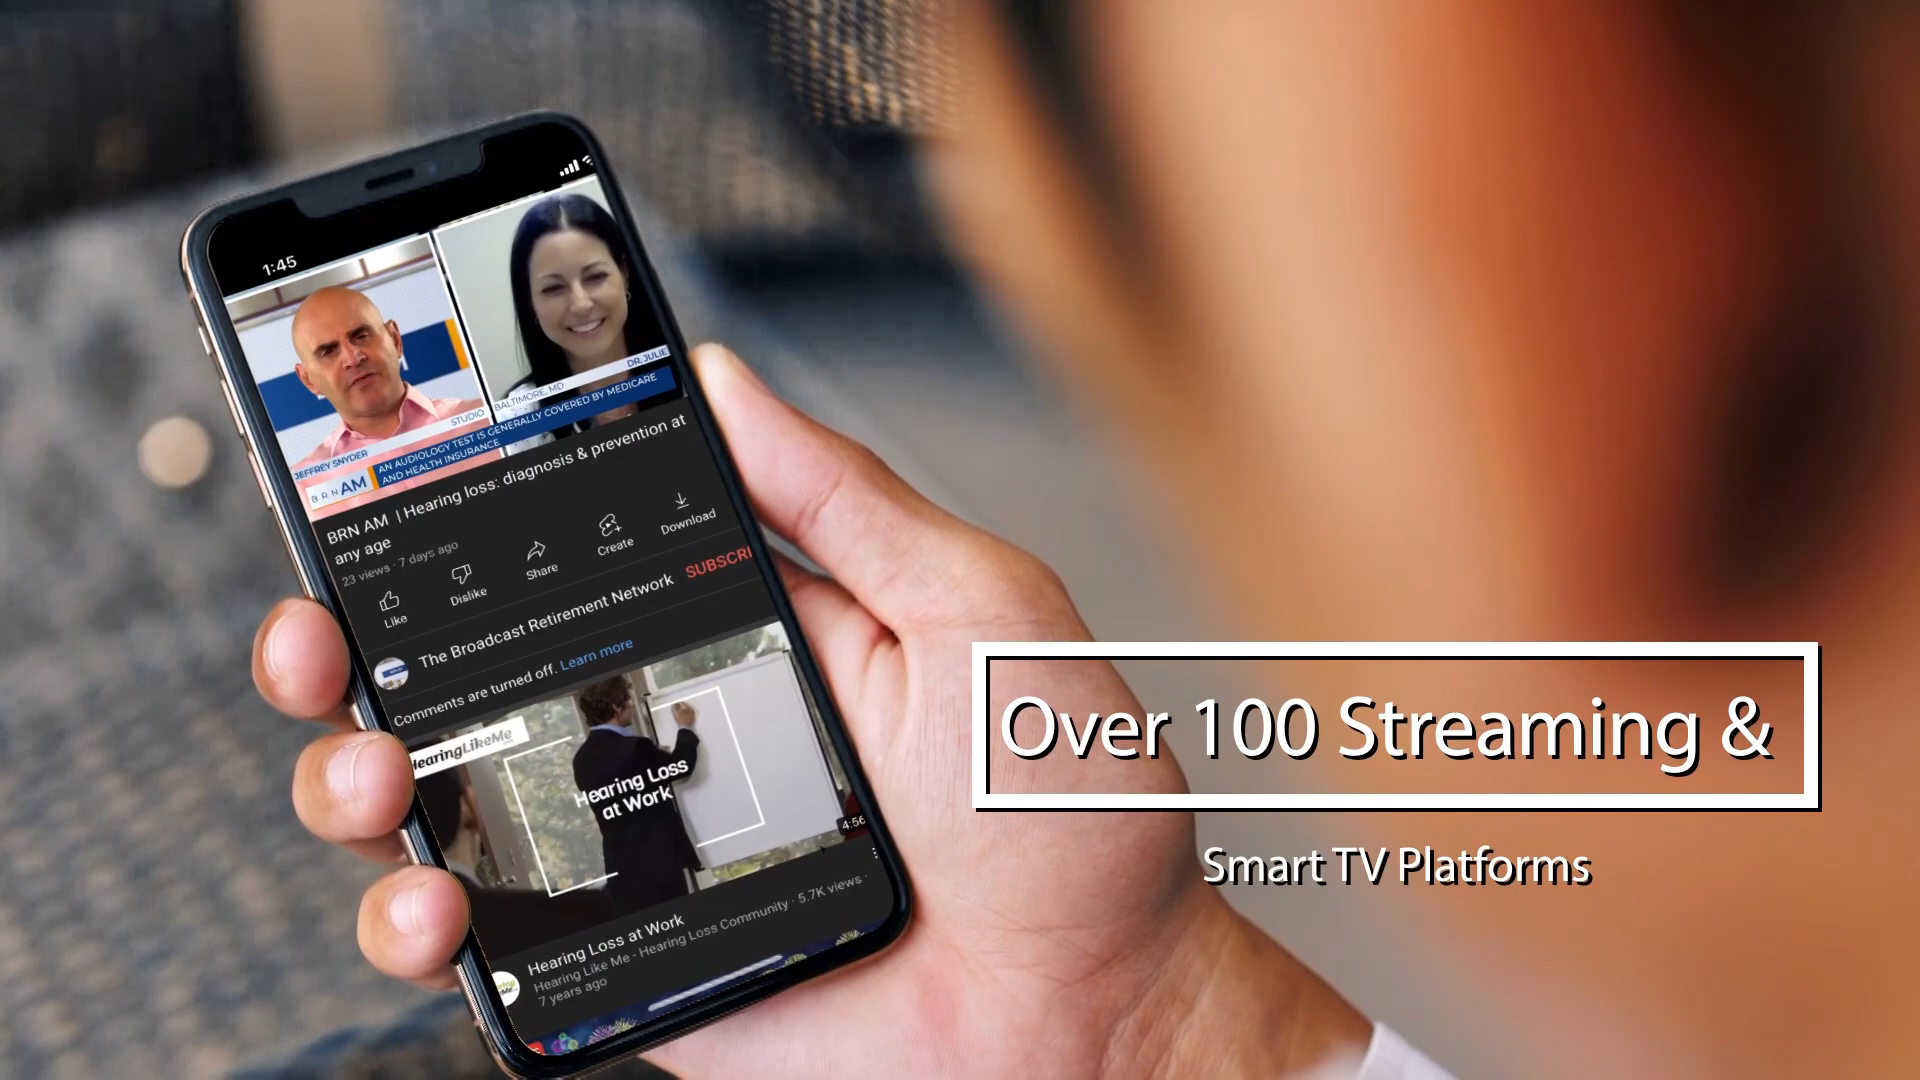 1:45
JEFFREY SNYDER
STUDIO
BALTIMORE, MD
DR. JULIE
BRN AM
AN AUDIOLOGY TEST IS GENERALLY COVERED BY MEDICARE
AND HEALTH INSURANCE
BRN AM | Hearing loss: diagnosis & prevention at
any age
23 views · 7 days ago
Like
Dislike
Share
Create
Download
The Broadcast Retirement Network
SUBSCRI
Comments are turned off. Learn more
HearingLikeMe
Hearing Loss
at Work
4:56
Hearing Loss at Work
Hearing Like Me - Hearing Loss Community · 5.7K views ·
7 years ago
Over 100 Streaming &
Smart TV Platforms